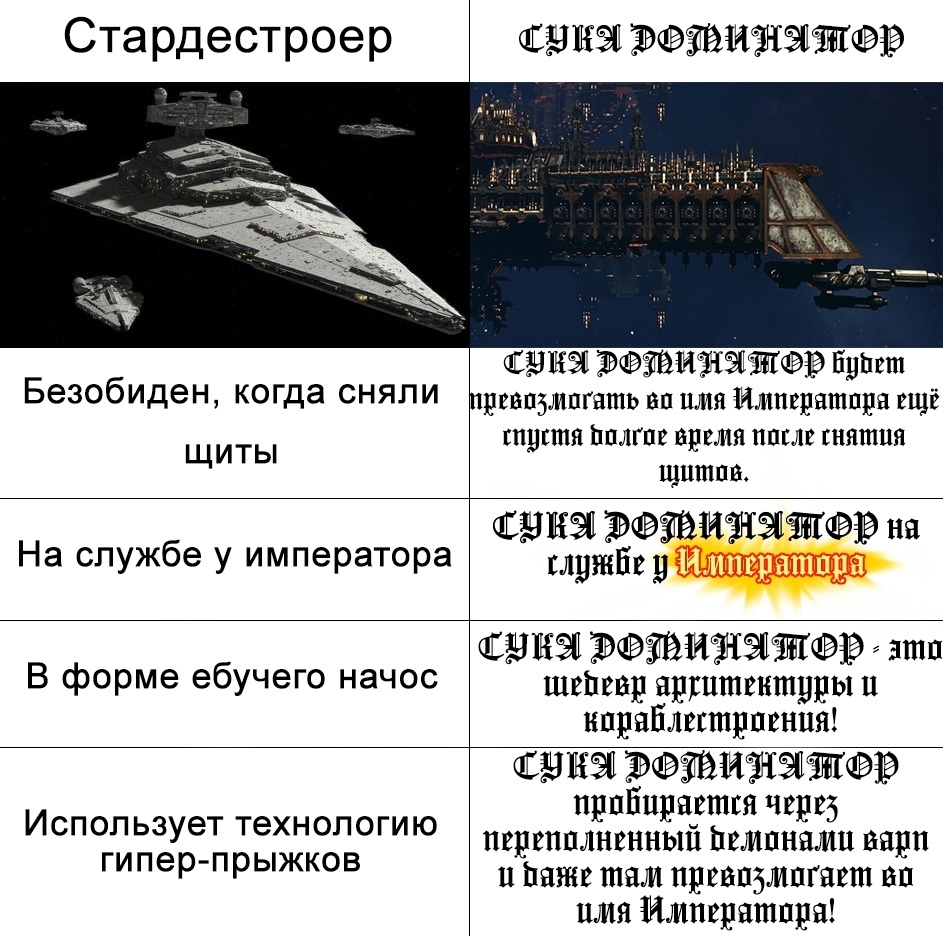 Стардестроер
СУКА ДОМИНАТОР
Безобиден, когда сняли
щиты
СУКА ДОМИНАТОР будет
превозмогать во имя Императора ещё
спустя долгое время после снятия
щитов.
На службе у императора
СУКА ДОМИНАТОР на
службе у Императора
В форме ебучего начос
СУКА ДОМИНАТОР - это
шедевр архитектуры и
кораблестроения!
Использует технологию
гипер-прыжков
СУКА ДОМИНАТОР
пробирается через
переполненный демонами варп
и даже там превозмогает во
имя Императора!